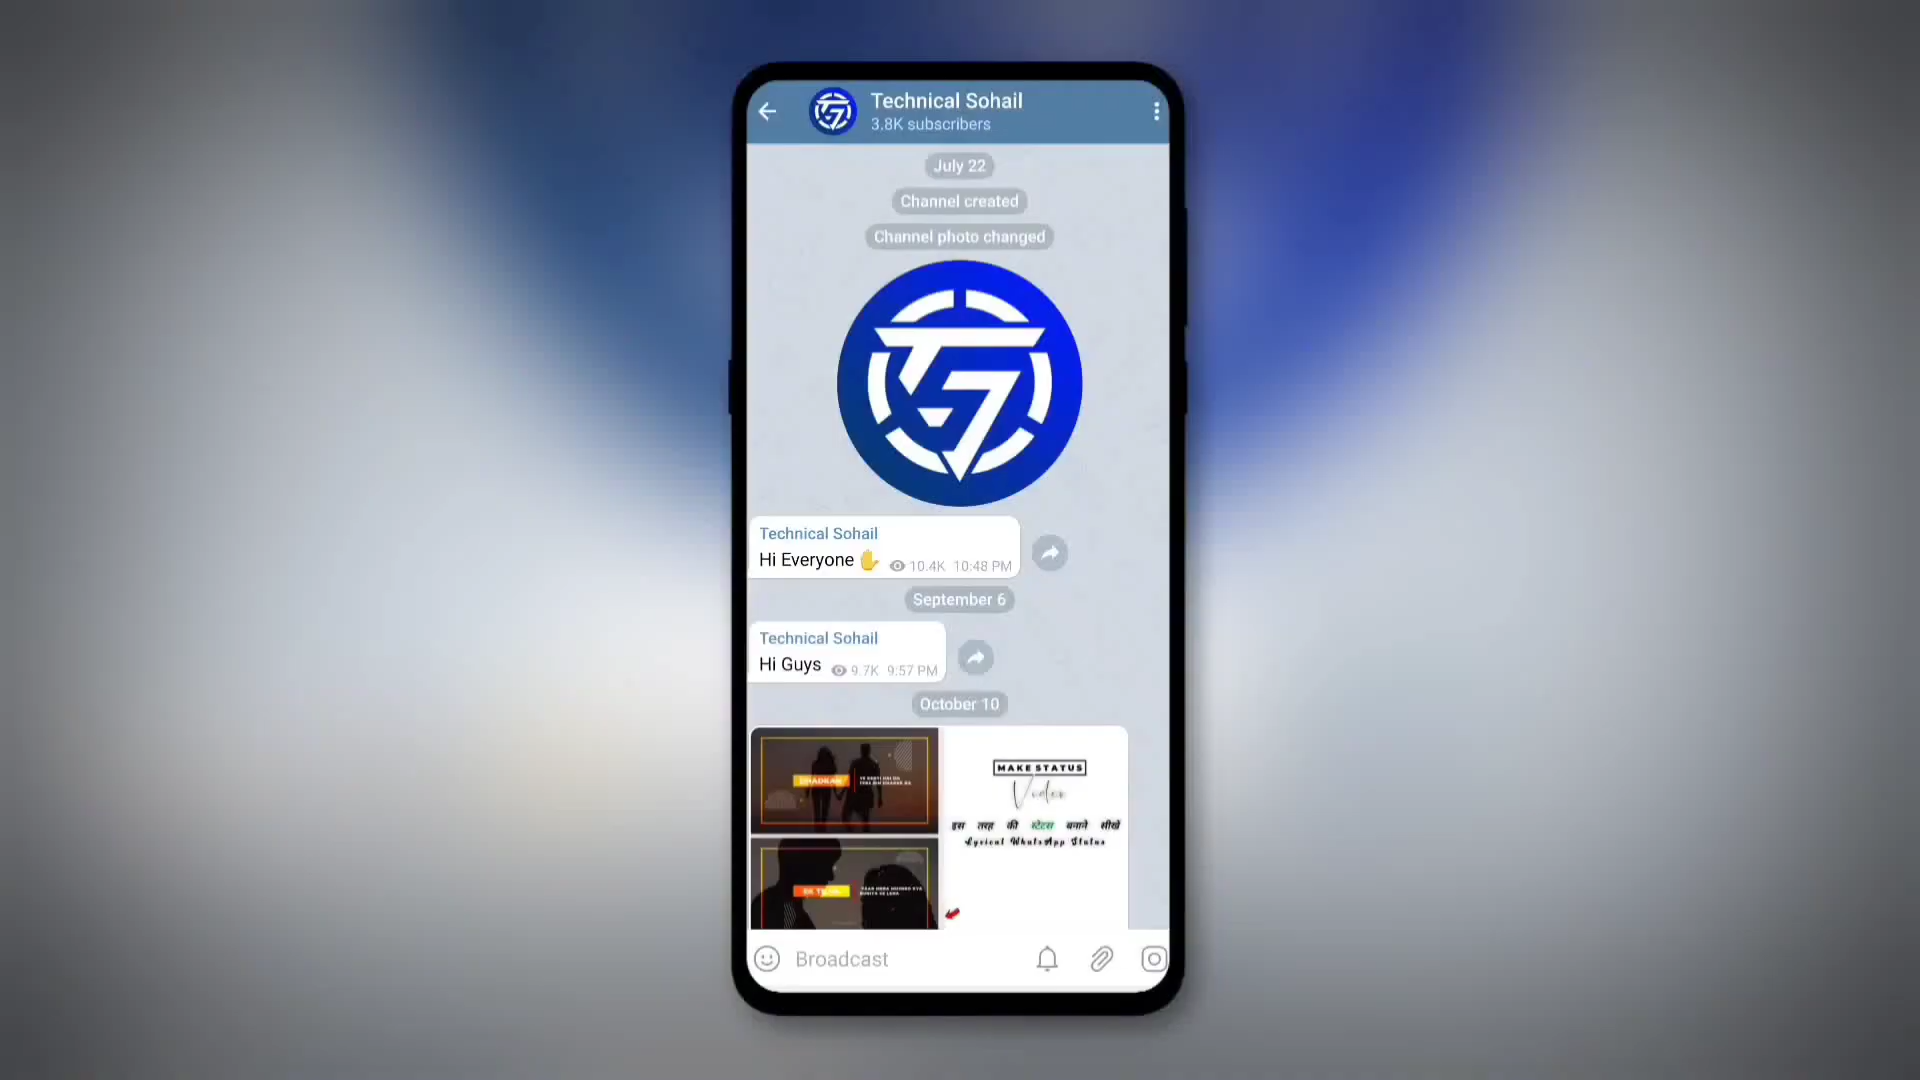 Technical Sohail
3.8K subscribers
July 22
Channel created
Channel photo changed
Technical Sohail
Hi Everyone ✋ 10.4K 10:48 PM
September 6
Technical Sohail
Hi Guys 9.7K 9:57 PM
October 10
MAKE STATUS
Video
इस तरह की स्टेटस बनाने सीखें
Lyrical WhatsApp Status
DHADKAN
Broadcast